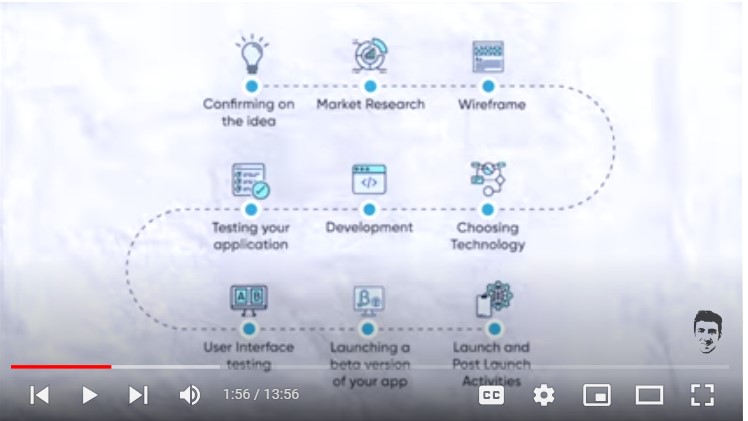 Confirming on
the idea
Market Research
Wireframe
Testing your
application
Development
Choosing
Technology
</>
A B
β
User Interface
testing
Launching a
beta version
of your app
Launch and
Post Launch
Activities
1:56 / 13:56
CC